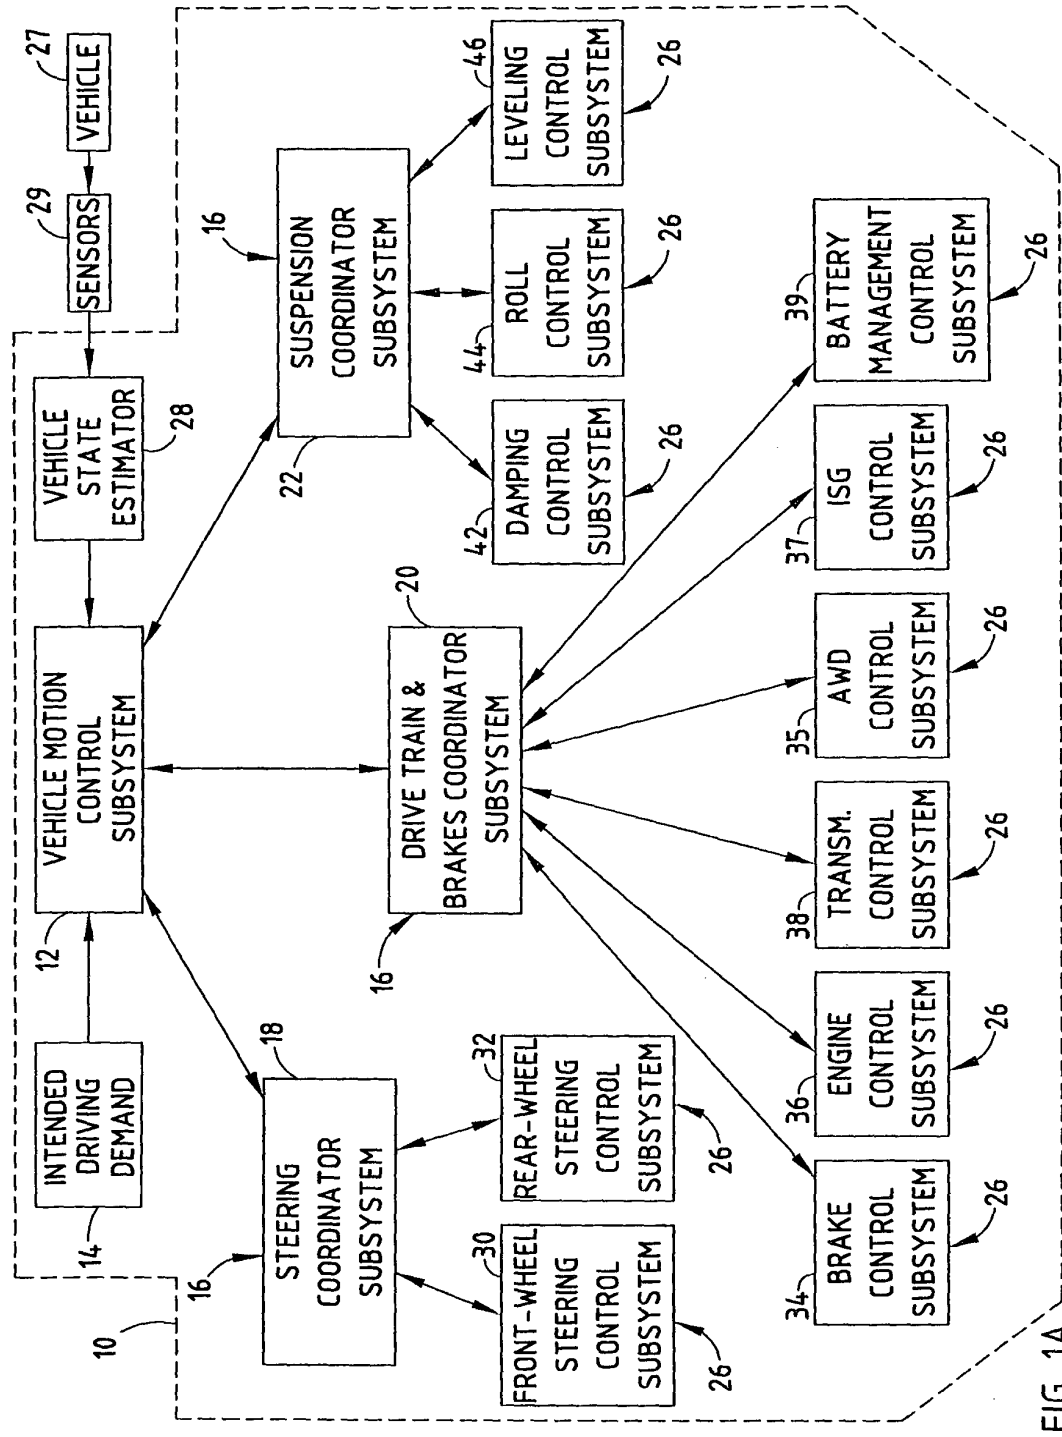 10
INTENDED
DRIVING
DEMAND
14
VEHICLE MOTION
CONTROL
SUBSYSTEM
12
VEHICLE
STATE
ESTIMATOR
28
SENSORS
29
VEHICLE
27
16
STEERING
COORDINATOR
SUBSYSTEM
18
DRIVE TRAIN &
BRAKES COORDINATOR
SUBSYSTEM
16
20
SUSPENSION
COORDINATOR
SUBSYSTEM
16
22
30
FRONT-WHEEL
STEERING
CONTROL
SUBSYSTEM
26
32
REAR-WHEEL
STEERING
CONTROL
SUBSYSTEM
26
42
DAMPING
CONTROL
SUBSYSTEM
26
44
ROLL
CONTROL
SUBSYSTEM
26
46
LEVELING
CONTROL
SUBSYSTEM
26
34
BRAKE
CONTROL
SUBSYSTEM
26
36
ENGINE
CONTROL
SUBSYSTEM
26
38
TRANSM.
CONTROL
SUBSYSTEM
26
35
AWD
CONTROL
SUBSYSTEM
26
37
ISG
CONTROL
SUBSYSTEM
26
39
BATTERY
MANAGEMENT
CONTROL
SUBSYSTEM
26
FIG. 1A